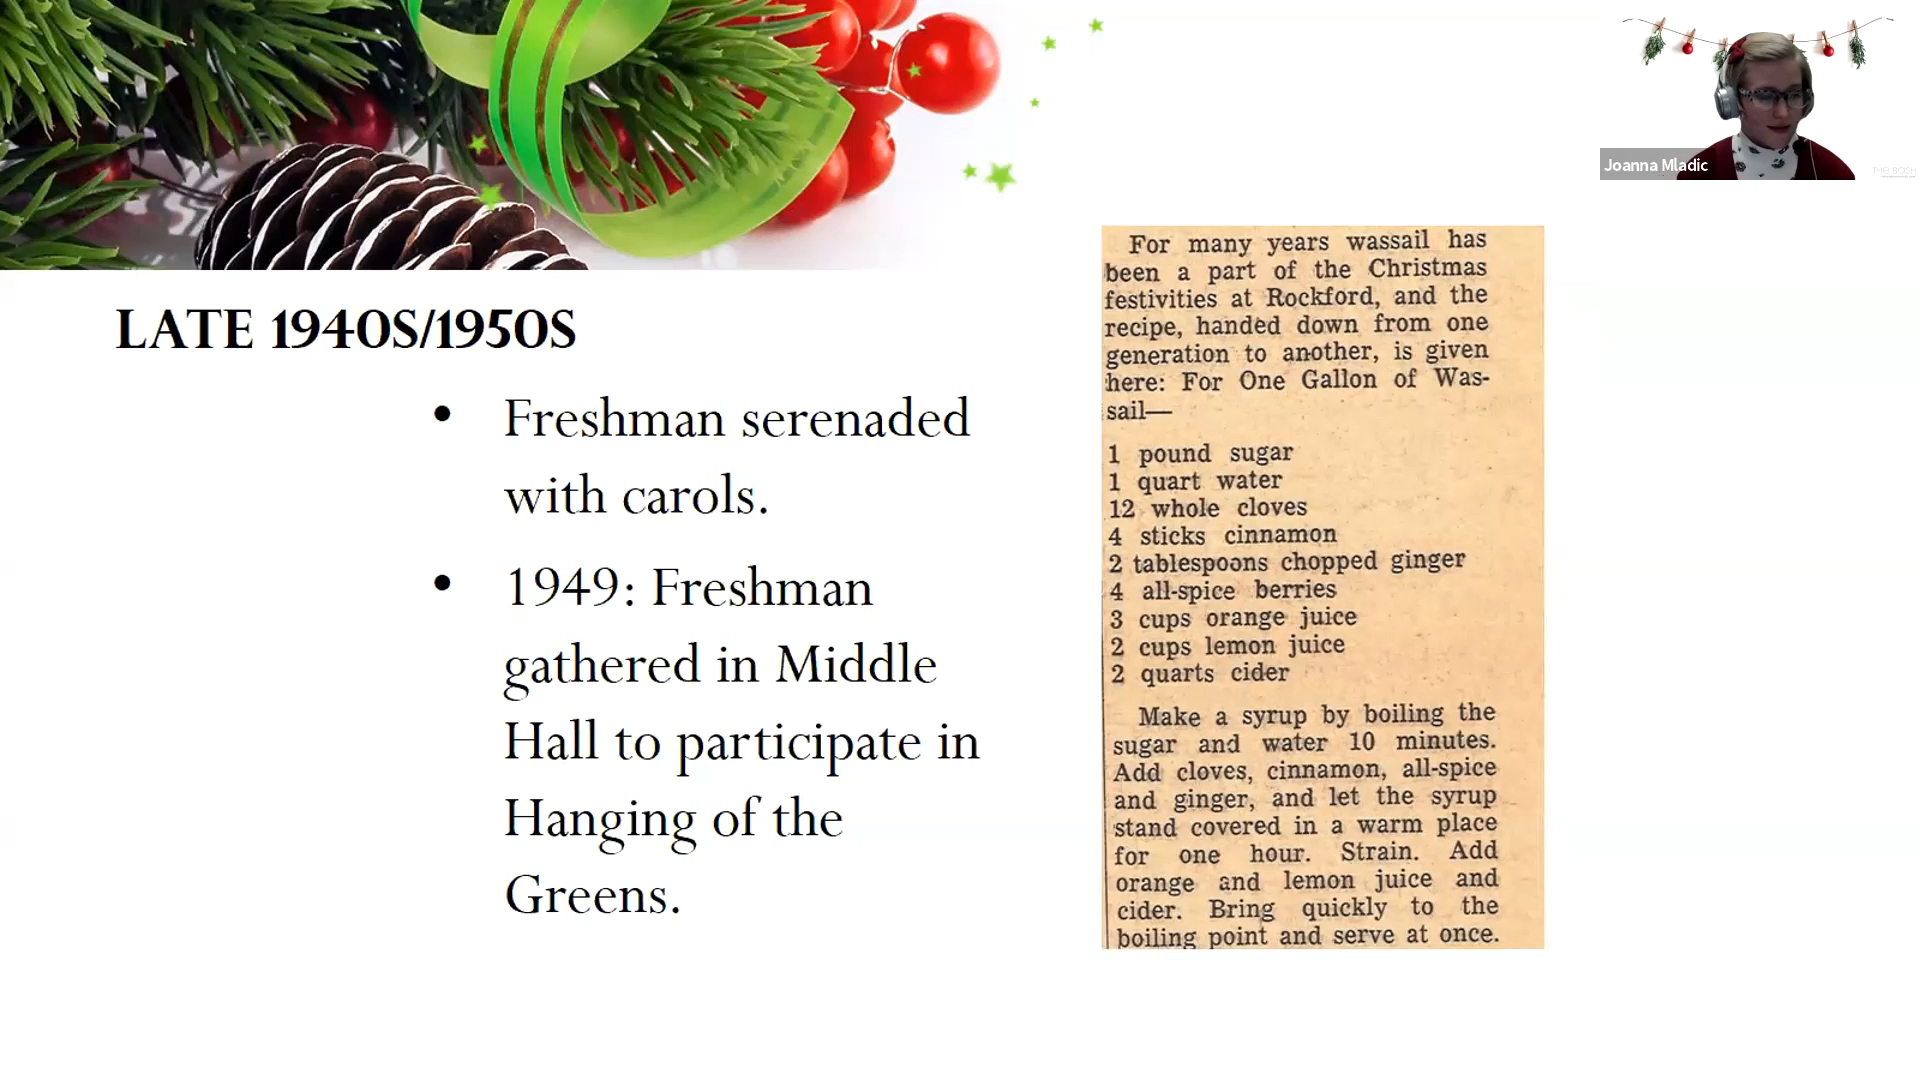 Joanna Mladic
LATE 1940S/1950S
• Freshman serenaded
with carols.
• 1949: Freshman
gathered in Middle
Hall to participate in
Hanging of the
Greens.
For many years wassail has
been a part of the Christmas
festivities at Rockford, and the
recipe, handed down from one
generation to another, is given
here: For One Gallon of Was-
sail—
1 pound sugar
1 quart water
12 whole cloves
4 sticks cinnamon
2 tablespoons chopped ginger
4 all-spice berries
3 cups orange juice
2 cups lemon juice
2 quarts cider
Make a syrup by boiling the
sugar and water 10 minutes.
Add cloves, cinnamon, all-spice
and ginger, and let the syrup
stand covered in a warm place
for one hour. Strain. Add
orange and lemon juice and
cider. Bring quickly to the
boiling point and serve at once.